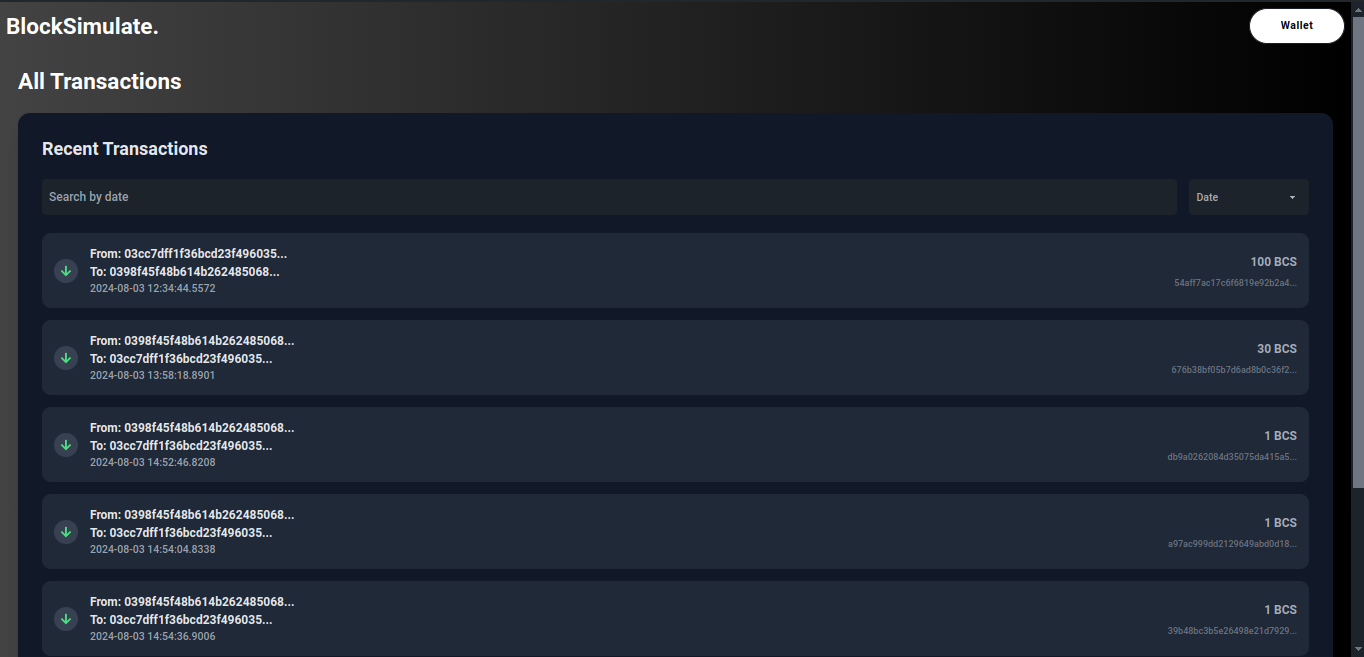 BlockSimulate.
Wallet
All Transactions
Recent Transactions
Search by date
Date
From: 03cc7dff1f36bcd23f496035...
To: 0398f45f48b614b262485068...
2024-08-03 12:34:44.5572
100 BCS
54aff7ac17c6f6819e92b2a4...
From: 0398f45f48b614b262485068...
To: 03cc7dff1f36bcd23f496035...
2024-08-03 13:58:18.8901
30 BCS
676b38bf05b7d6ad8b0c36f2...
From: 0398f45f48b614b262485068...
To: 03cc7dff1f36bcd23f496035...
2024-08-03 14:52:46.8208
1 BCS
db9a0262084d35075da415a5...
From: 0398f45f48b614b262485068...
To: 03cc7dff1f36bcd23f496035...
2024-08-03 14:54:04.8338
1 BCS
a97ac999dd2129649abd0d18...
From: 0398f45f48b614b262485068...
To: 03cc7dff1f36bcd23f496035...
2024-08-03 14:54:36.9006
1 BCS
39b48bc3b5e26498e21d7929...